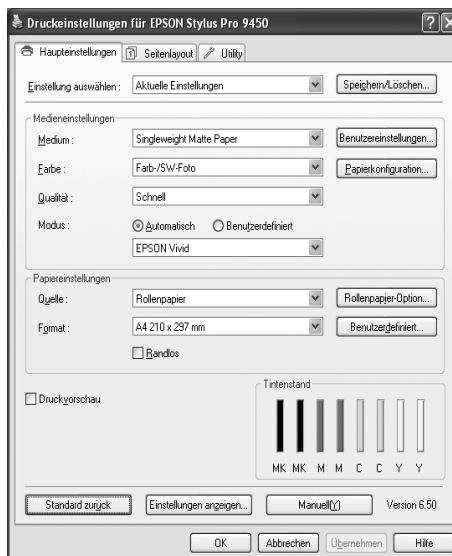 Druckeinstellungen für EPSON Stylus Pro 9450
Haupteinstellungen Seitenlayout Utility
Einstellung auswählen : Aktuelle Einstellungen Speichern/Löschen...
Medieneinstellungen
Medium : Singleweight Matte Paper Benutzereinstellungen...
Farbe : Farb-/SW-Foto Papierkonfiguration...
Qualität : Schnell
Modus : Automatisch Benutzerdefiniert
EPSON Vivid
Papiereinstellungen
Quelle : Rollenpapier Rollenpapier-Option...
Format : A4 210 x 297 mm Benutzerdefiniert...
Randlos
Druckvorschau
Tintenstand
MK MK M M C C Y Y
Standard zurück Einstellungen anzeigen... Manuell(Y) Version 6.50
OK Abbrechen Übernehmen Hilfe